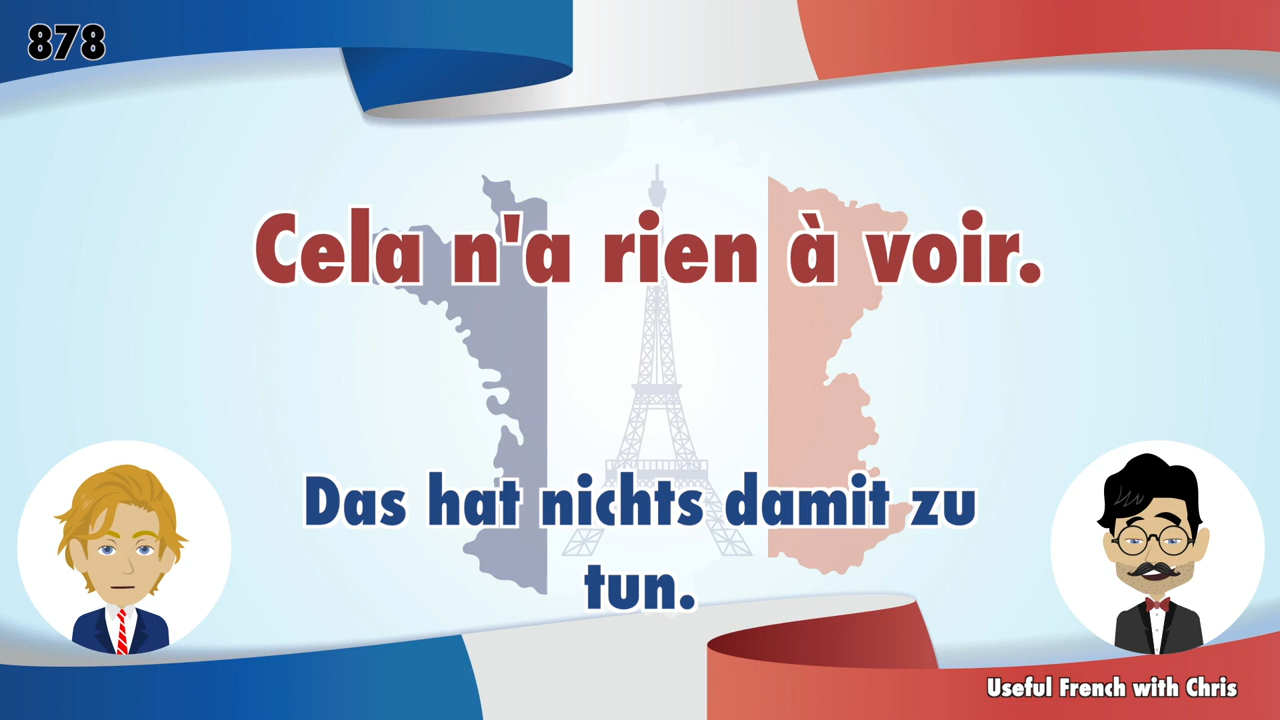 878
Cela n'a rien à voir.
Das hat nichts damit zu
tun.
Useful French with Chris